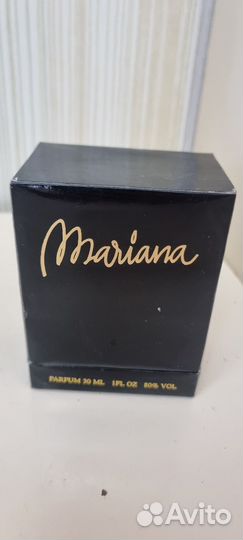 Mariana
PARFUM 30 ML 1FL OZ 80% VOL
Avito